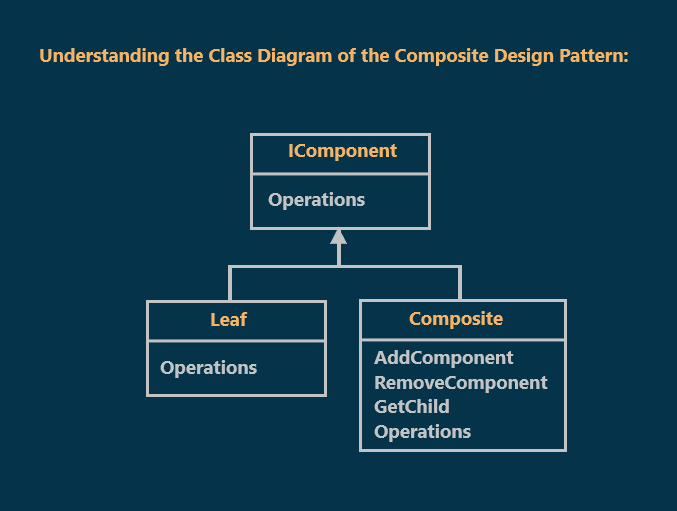 Understanding the Class Diagram of the Composite Design Pattern:
IComponent
Operations
Leaf
Operations
Composite
AddComponent
RemoveComponent
GetChild
Operations